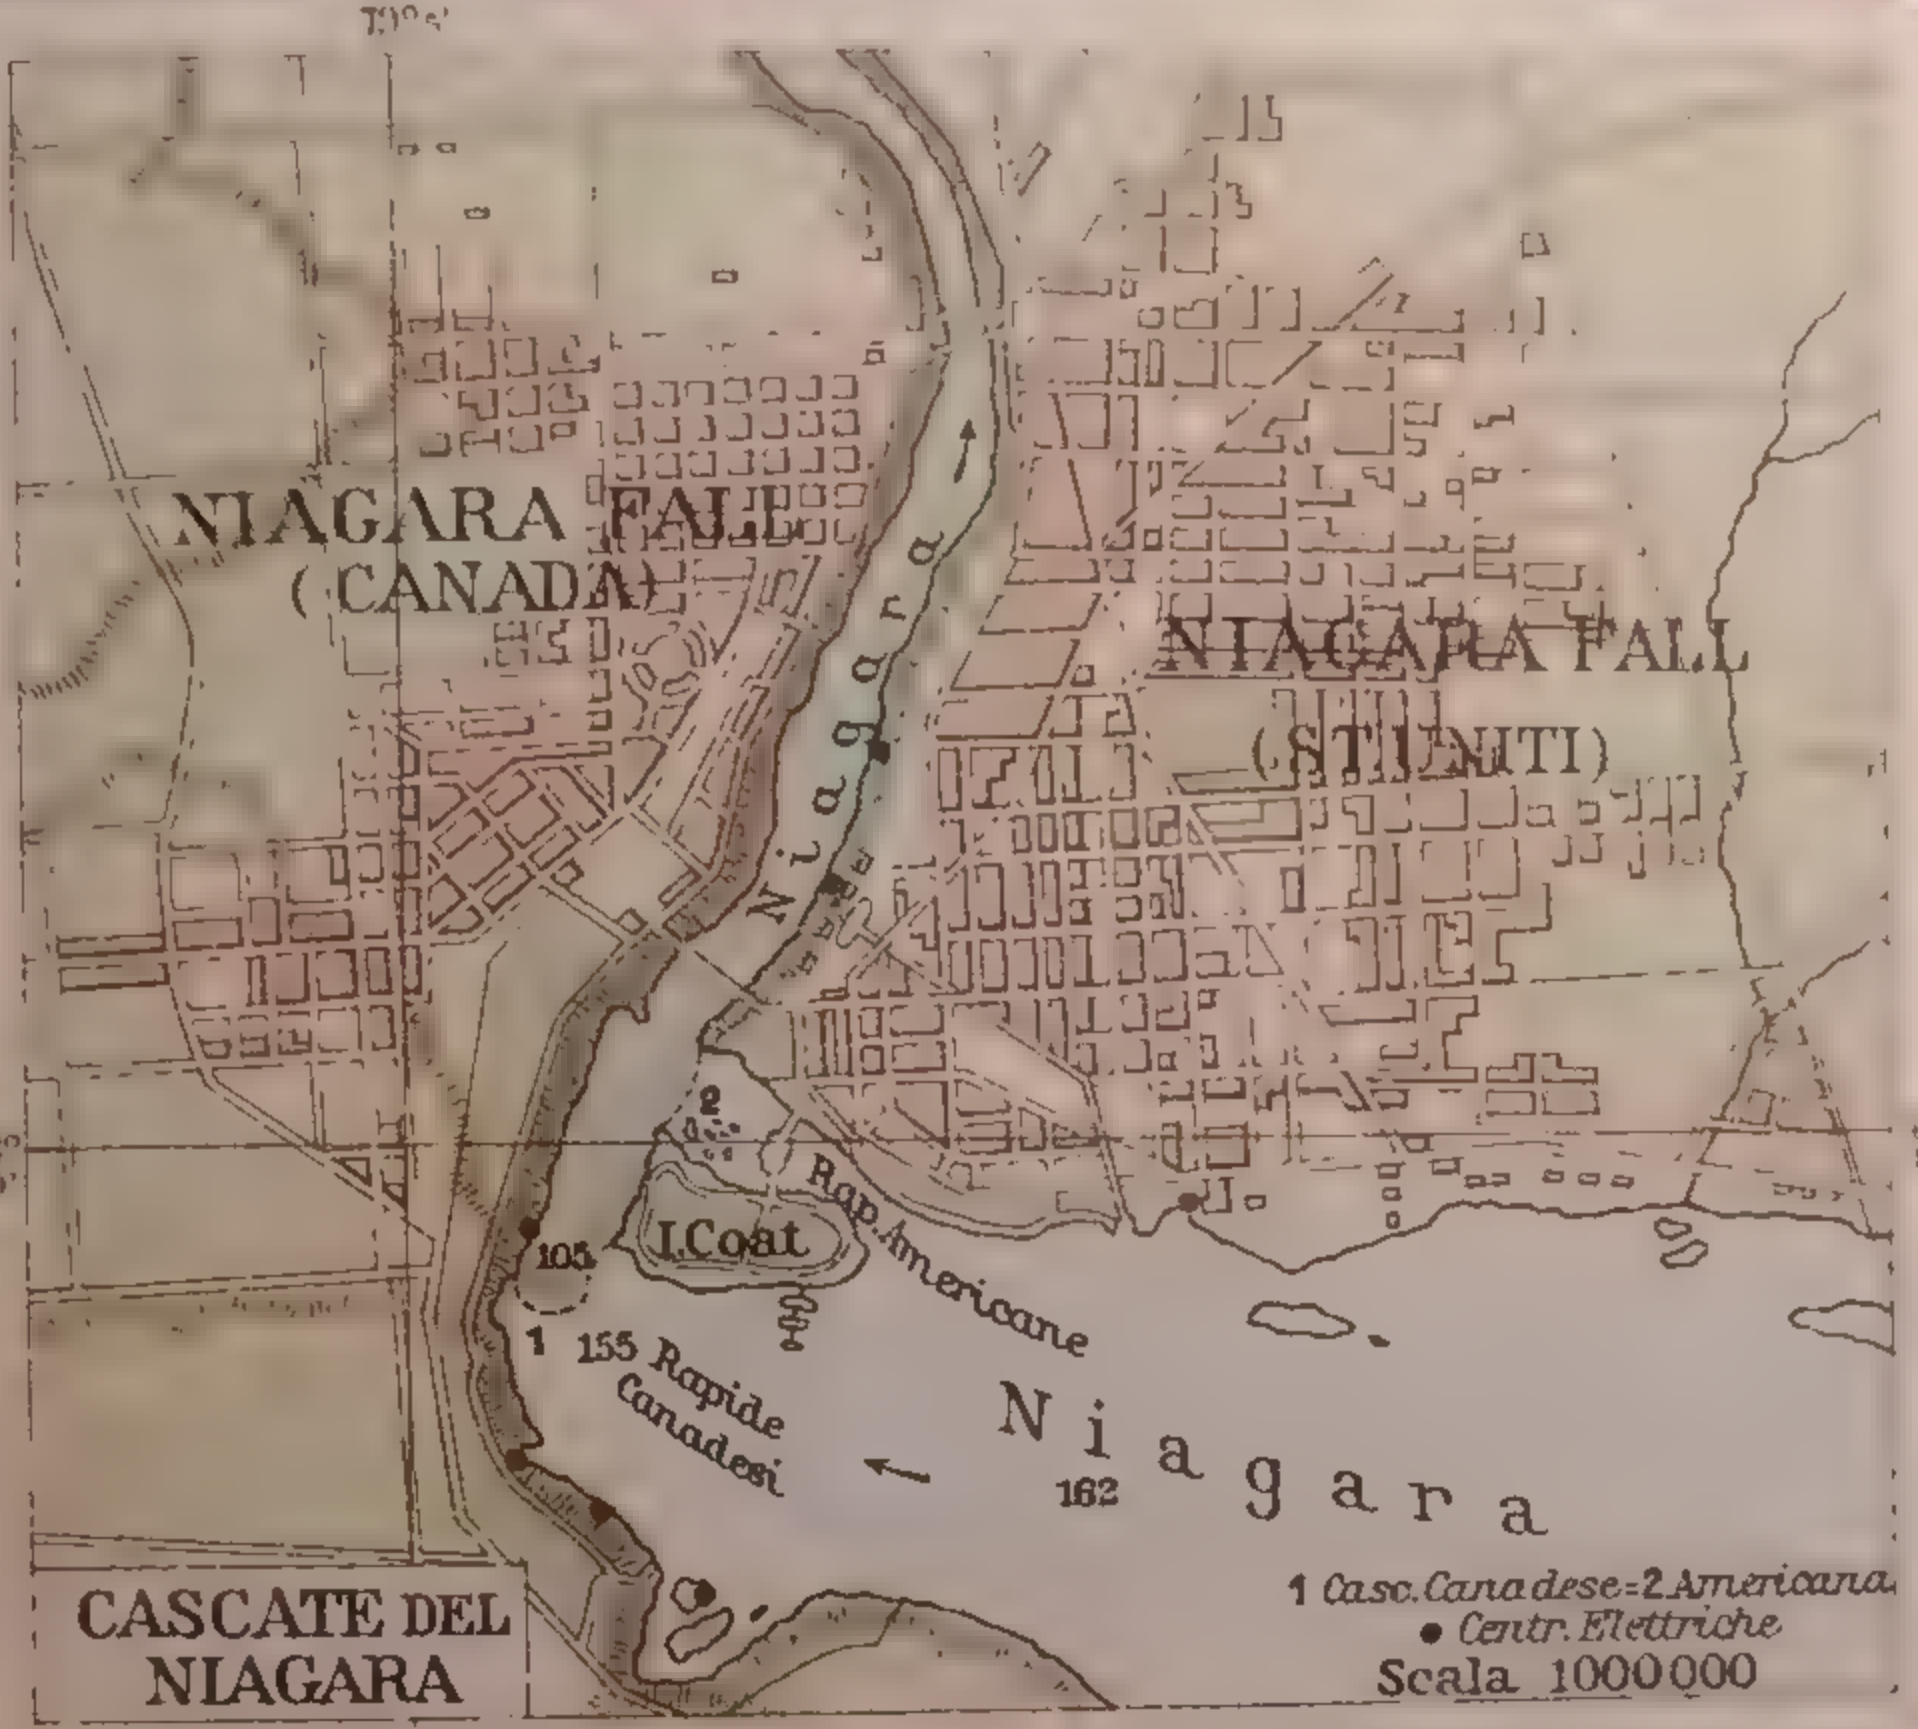 NIAGARA FALL
(CANADA)
NIAGARA FALL
(STI UNITI)
Niagara
2
Rap. Americane
I. Coat
105
1
155 Rapide
Canadesi
Niagara
162
CASCATE DEL
NIAGARA
1 Casc. Canadese=2 Americana.
● Centr. Elettriche
Scala 1000000